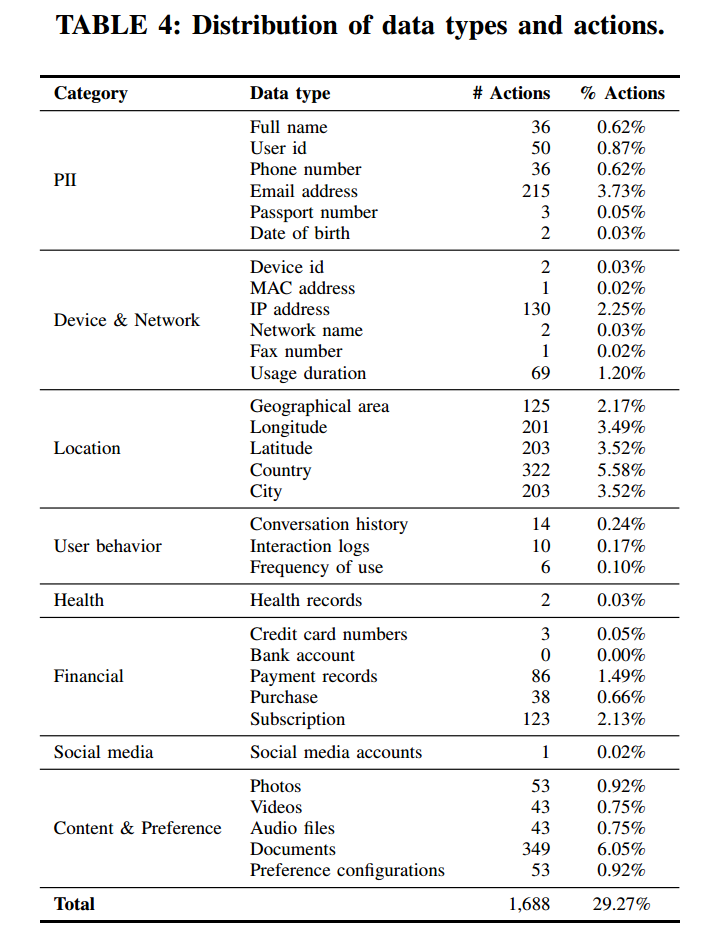 TABLE 4: Distribution of data types and actions.
Category Data type # Actions % Actions
PII
Full name 36 0.62%
User id 50 0.87%
Phone number 36 0.62%
Email address 215 3.73%
Passport number 3 0.05%
Date of birth 2 0.03%
Device & Network
Device id 2 0.03%
MAC address 1 0.02%
IP address 130 2.25%
Network name 2 0.03%
Fax number 1 0.02%
Usage duration 69 1.20%
Location
Geographical area 125 2.17%
Longitude 201 3.49%
Latitude 203 3.52%
Country 322 5.58%
City 203 3.52%
User behavior
Conversation history 14 0.24%
Interaction logs 10 0.17%
Frequency of use 6 0.10%
Health Health records 2 0.03%
Financial
Credit card numbers 3 0.05%
Bank account 0 0.00%
Payment records 86 1.49%
Purchase 38 0.66%
Subscription 123 2.13%
Social media Social media accounts 1 0.02%
Content & Preference
Photos 53 0.92%
Videos 43 0.75%
Audio files 43 0.75%
Documents 349 6.05%
Preference configurations 53 0.92%
Total 1,688 29.27%